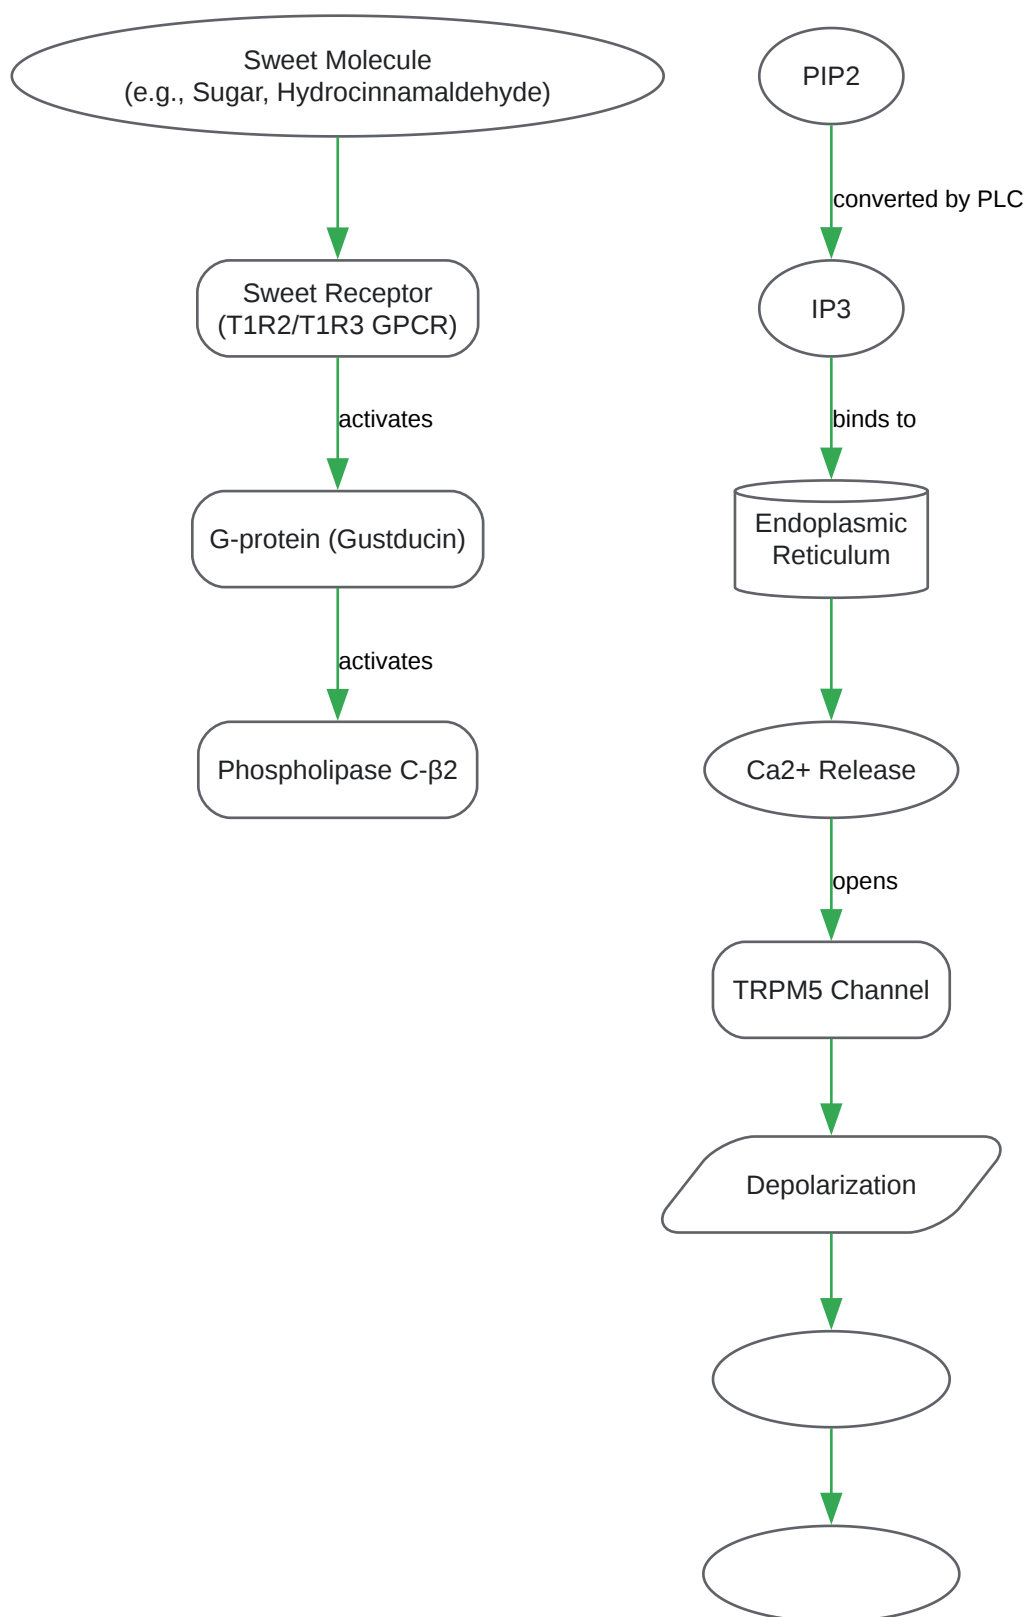 Sweet Molecule
(e.g., Sugar, Hydrocinnamaldehyde)
Sweet Receptor
(T1R2/T1R3 GPCR)
activates
G-protein (Gustducin)
activates
Phospholipase C-β2
PIP2
converted by PLC
IP3
binds to
Endoplasmic
Reticulum
Ca2+ Release
opens
TRPM5 Channel
Depolarization